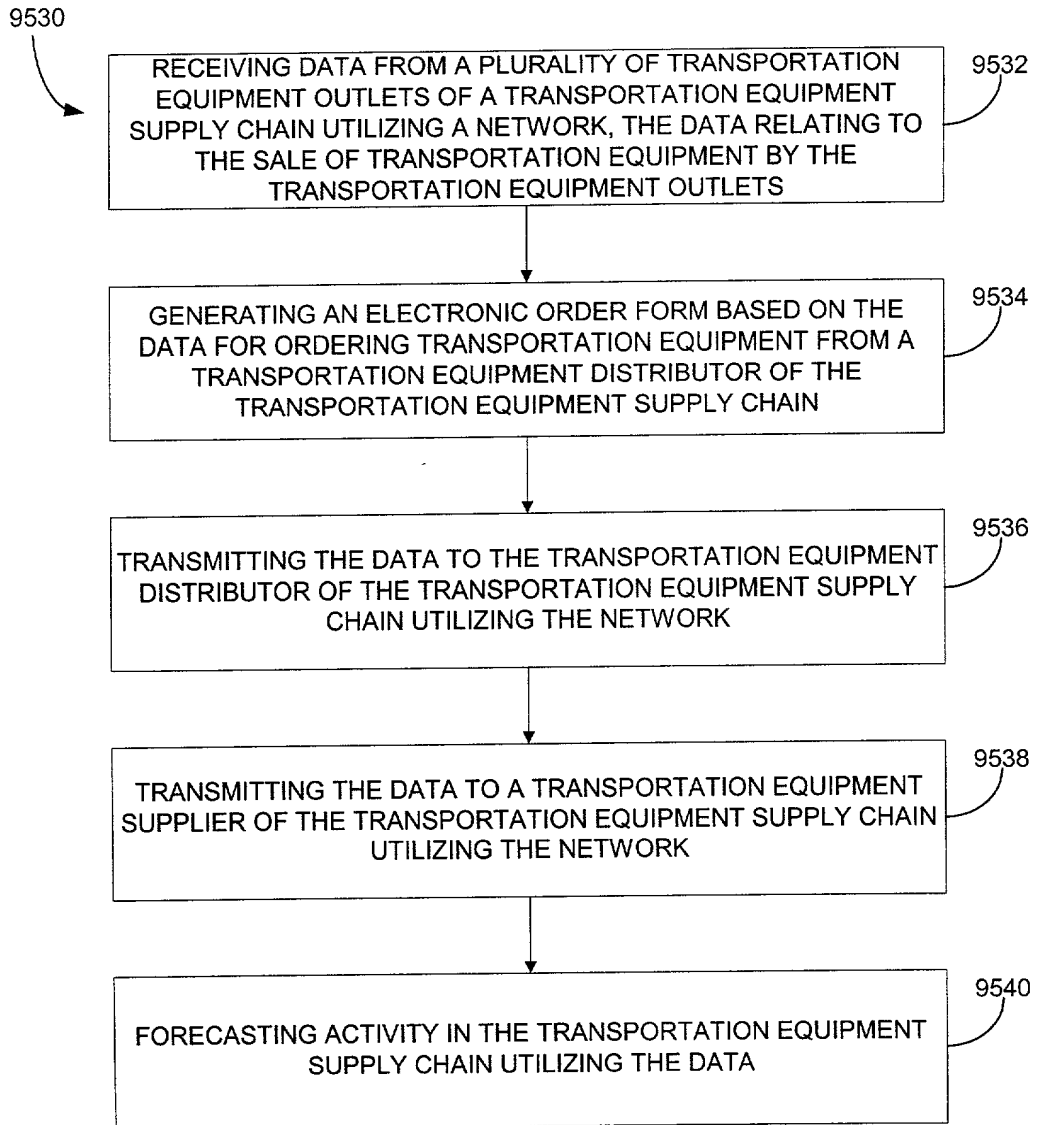 9530
RECEIVING DATA FROM A PLURALITY OF TRANSPORTATION
EQUIPMENT OUTLETS OF A TRANSPORTATION EQUIPMENT
SUPPLY CHAIN UTILIZING A NETWORK, THE DATA RELATING TO
THE SALE OF TRANSPORTATION EQUIPMENT BY THE
TRANSPORTATION EQUIPMENT OUTLETS
9532
GENERATING AN ELECTRONIC ORDER FORM BASED ON THE
DATA FOR ORDERING TRANSPORTATION EQUIPMENT FROM A
TRANSPORTATION EQUIPMENT DISTRIBUTOR OF THE
TRANSPORTATION EQUIPMENT SUPPLY CHAIN
9534
TRANSMITTING THE DATA TO THE TRANSPORTATION EQUIPMENT
DISTRIBUTOR OF THE TRANSPORTATION EQUIPMENT SUPPLY
CHAIN UTILIZING THE NETWORK
9536
TRANSMITTING THE DATA TO A TRANSPORTATION EQUIPMENT
SUPPLIER OF THE TRANSPORTATION EQUIPMENT SUPPLY CHAIN
UTILIZING THE NETWORK
9538
FORECASTING ACTIVITY IN THE TRANSPORTATION EQUIPMENT
SUPPLY CHAIN UTILIZING THE DATA
9540